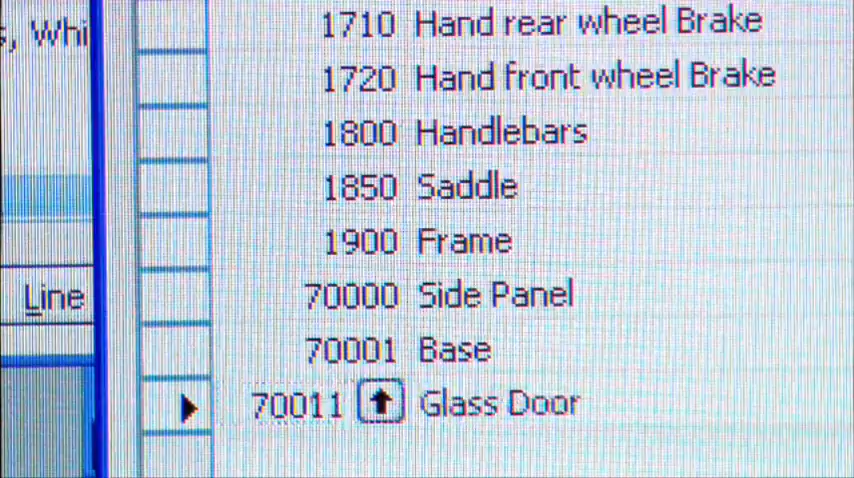 s, Whi
1710 Hand rear wheel Brake
1720 Hand front wheel Brake
1800 Handlebars
1850 Saddle
1900 Frame
Line
70000 Side Panel
70001 Base
70011 Glass Door